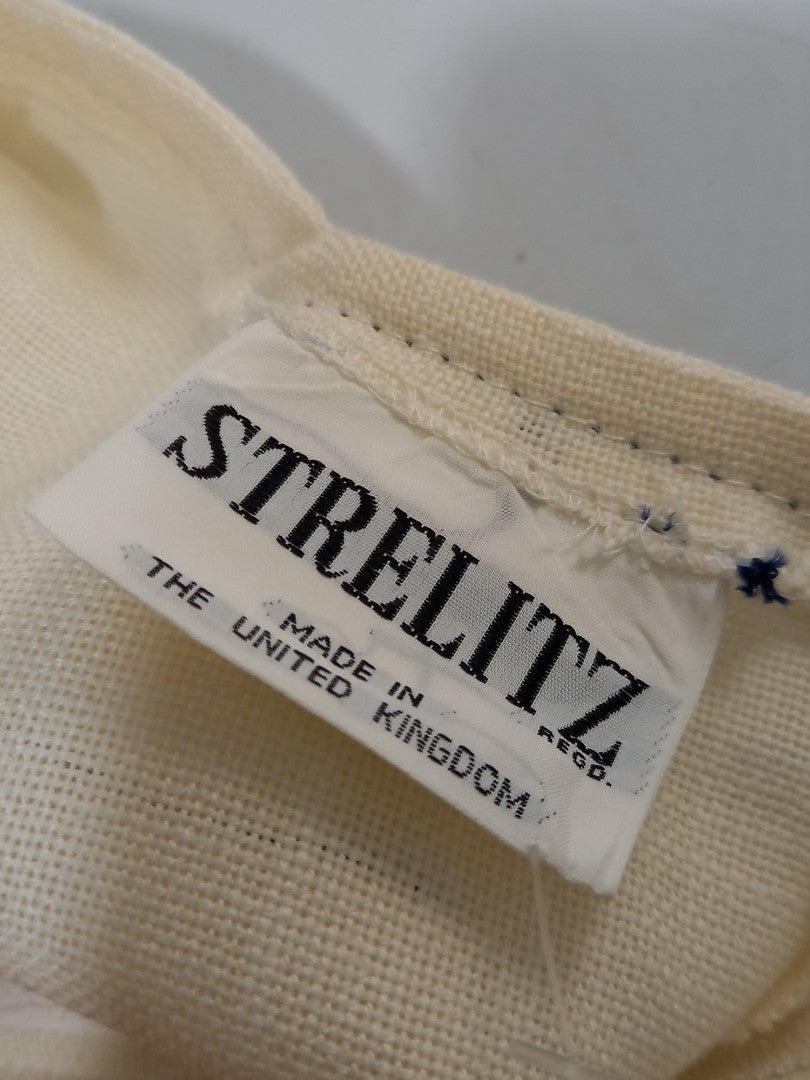 STRELITZ
REGD.
MADE IN
THE UNITED KINGDOM